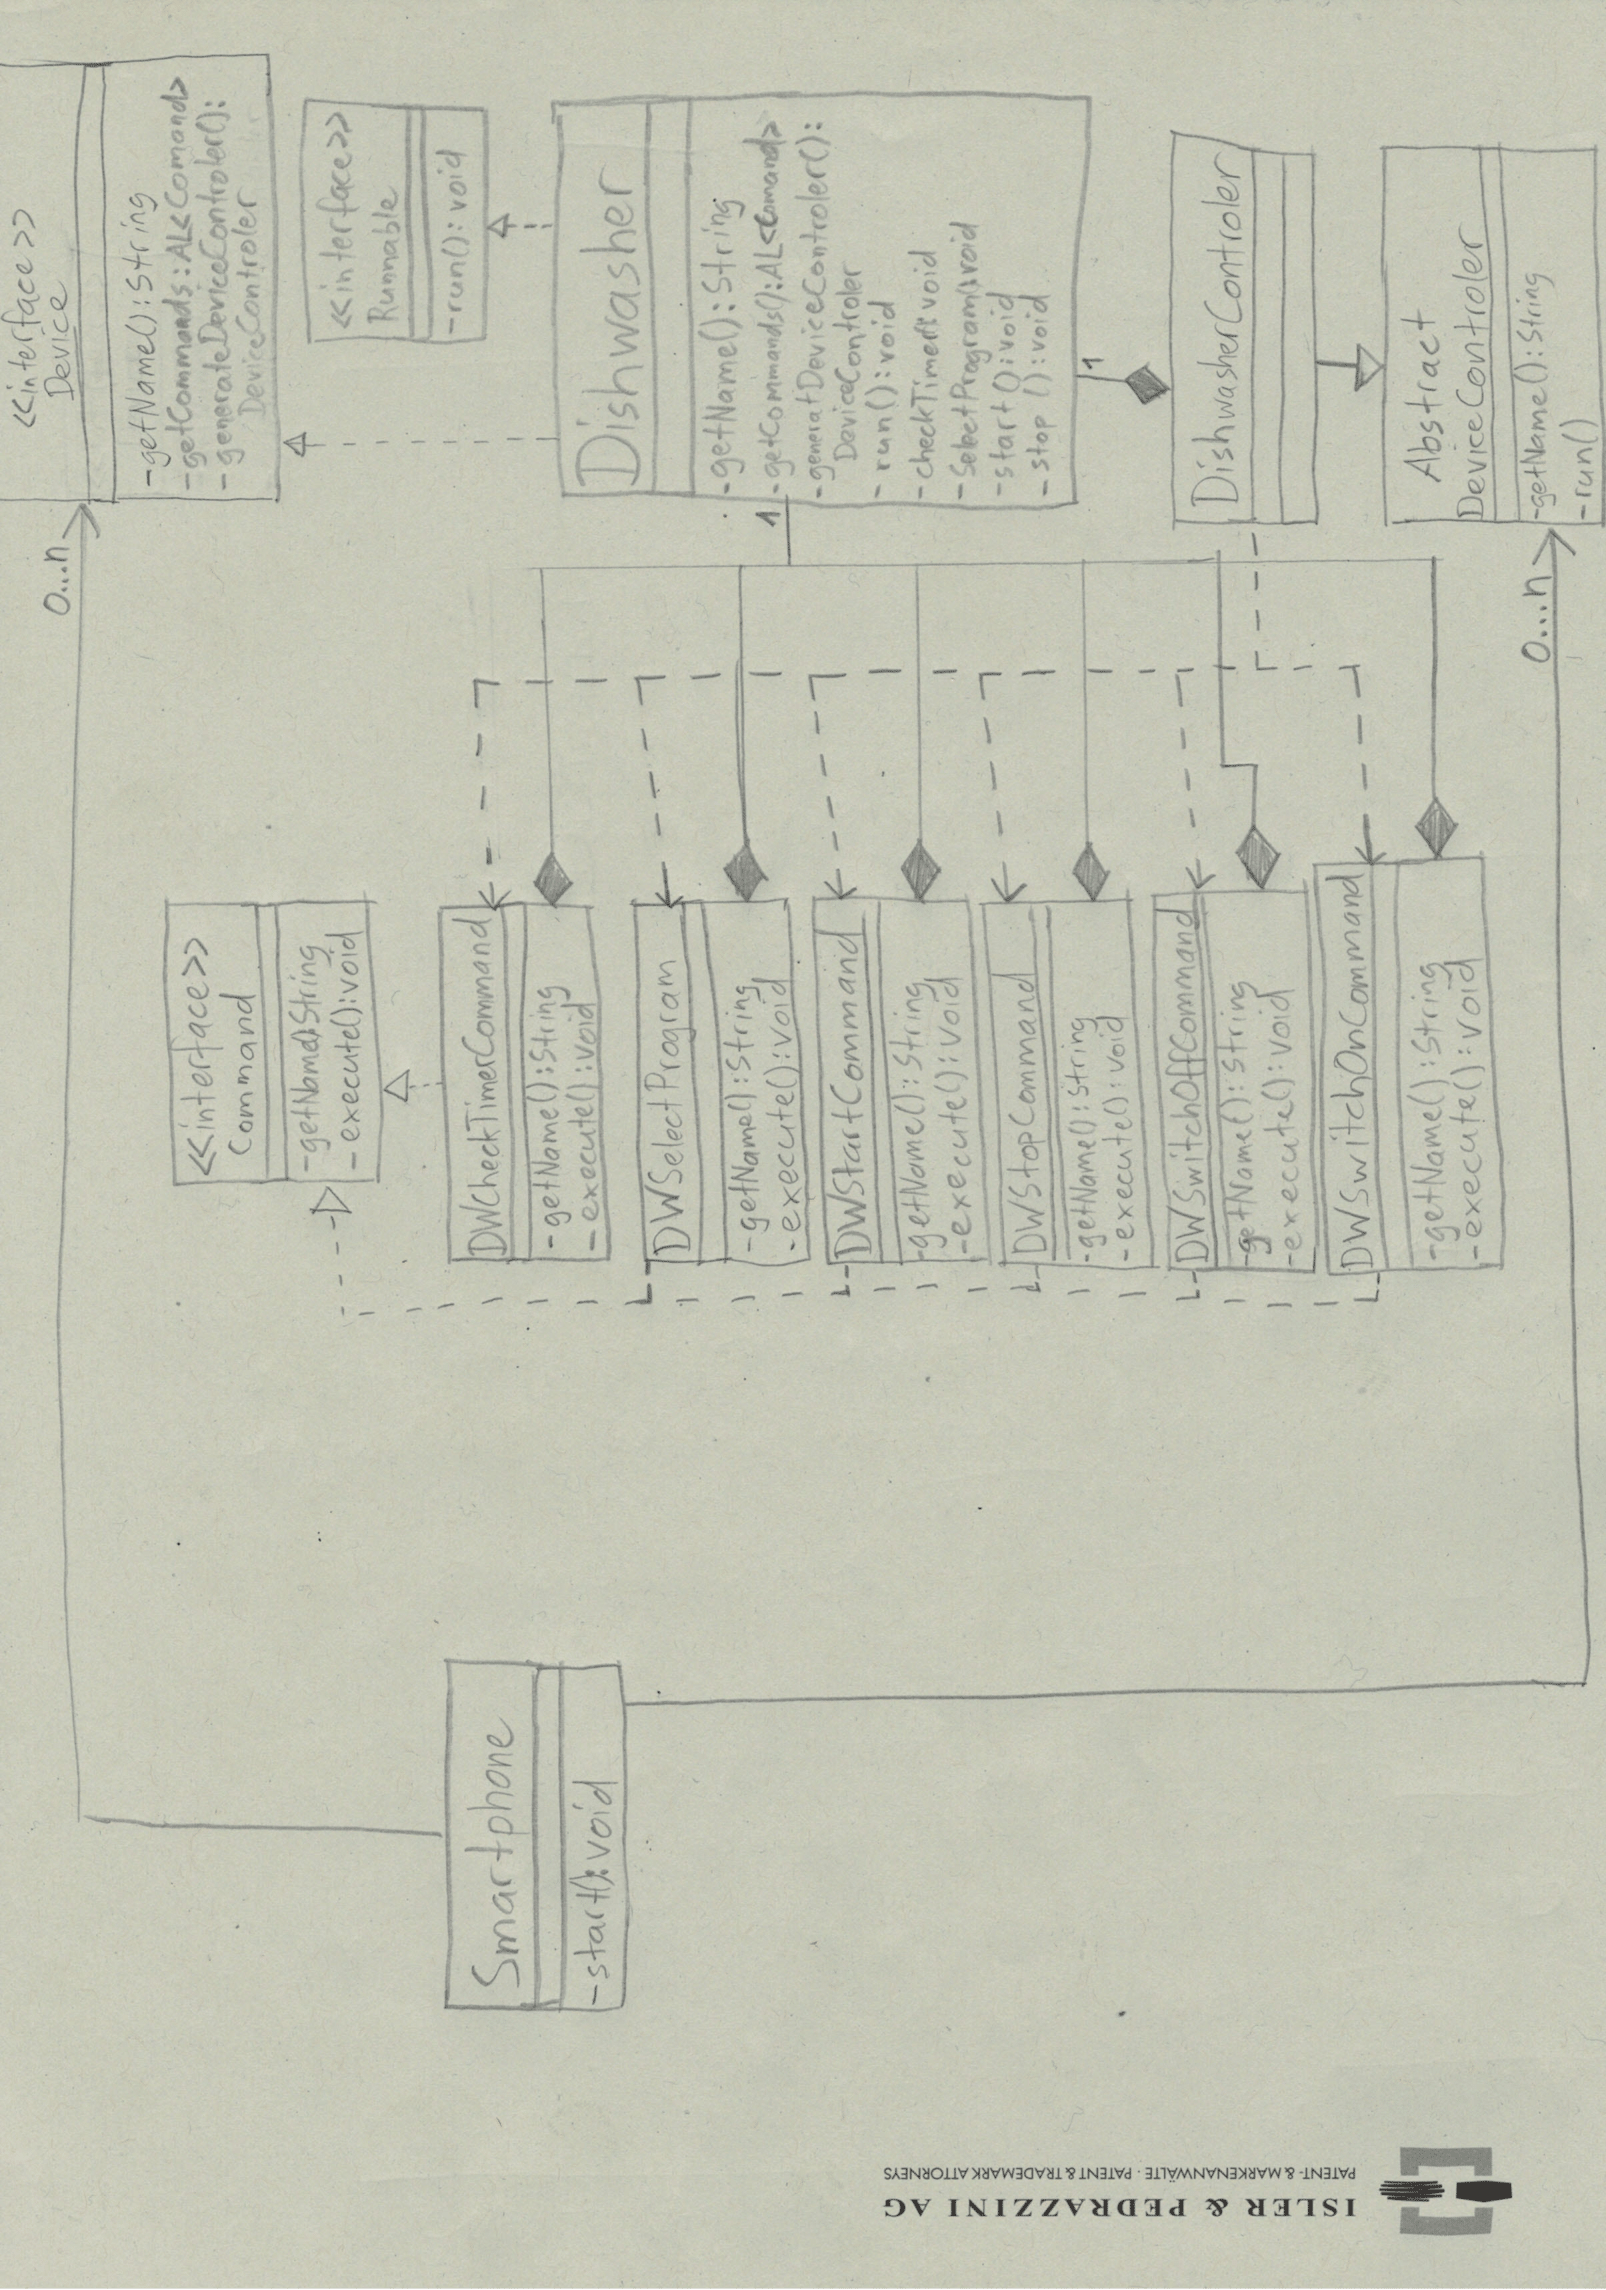 <<interface>>
Device
-getName():String
-getCommands:AL<Comand>
-generateDeviceControler():
DeviceControler
0...n
<<interface>>
Runnable
-run():void
Dishwasher
-getName():String
-getCommands():AL<Comand>
-generatDeviceControler():
DeviceControler
-run():void
-checkTimer():void
-SelectProgram():void
-start():void
-stop():void
1
1
DishwasherControler
Abstract
DeviceControler
-getName():String
-run()
0...n
<<interface>>
Command
-getName():String
-execute():void
DWCheckTimerCommand
-getName():String
-execute():void
DWSelectProgram
-getName():String
-execute():void
DWStartCommand
-getName():String
-execute():void
DWStopCommand
-getName():String
-execute():void
DWSwitchOffCommand
-getName():String
-execute():void
DWSwitchOnCommand
-getName():String
-execute():void
Smartphone
-start():void
ISLER & PEDRAZZINI AG
PATENT- & MARKENANWÄLTE · PATENT & TRADEMARK ATTORNEYS